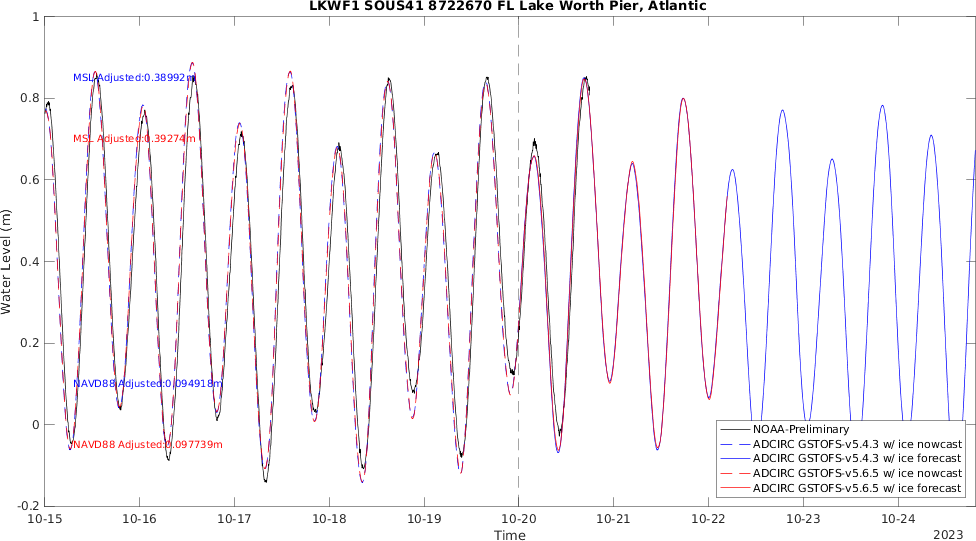 LKWF1 SOUS41 8722670 FL Lake Worth Pier, Atlantic
1
MSL Adjusted:0.38992m
0.8
MSL Adjusted:0.39274m
0.6
Water Level (m)
0.4
0.2
NAVD88 Adjusted:0.094918m
0
NAVD88 Adjusted:0.097739m
NOAA-Preliminary
ADCIRC GSTOFS-v5.4.3 w/ ice nowcast
ADCIRC GSTOFS-v5.4.3 w/ ice forecast
ADCIRC GSTOFS-v5.6.5 w/ ice nowcast
ADCIRC GSTOFS-v5.6.5 w/ ice forecast
-0.2
10-15 10-16 10-17 10-18 10-19 10-20 10-21 10-22 10-23 10-24
Time
2023